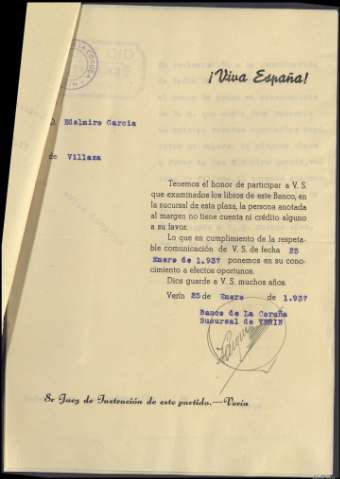 ¡Viva España!
D. Edelmiro Garcia
de Villaza
Tenemos el honor de participar a V. S.
que examinados los libros de este Banco, en
la sucursal de esta plaza, la persona anotada
al margen no tiene cuenta ni crédito alguno
a su favor.
Lo que en cumplimiento de la respeta-
ble comunicación de V. S. de fecha 25
Enero de 1.937 ponemos en su cono-
cimiento a efectos oportunos.
Dios guarde a V. S. muchos años.
Verín 25 de Enero de 1.937
Banco de La Coruña
Sucursal de VERIN
Sr Juez de Instrución de este partido.—Verín